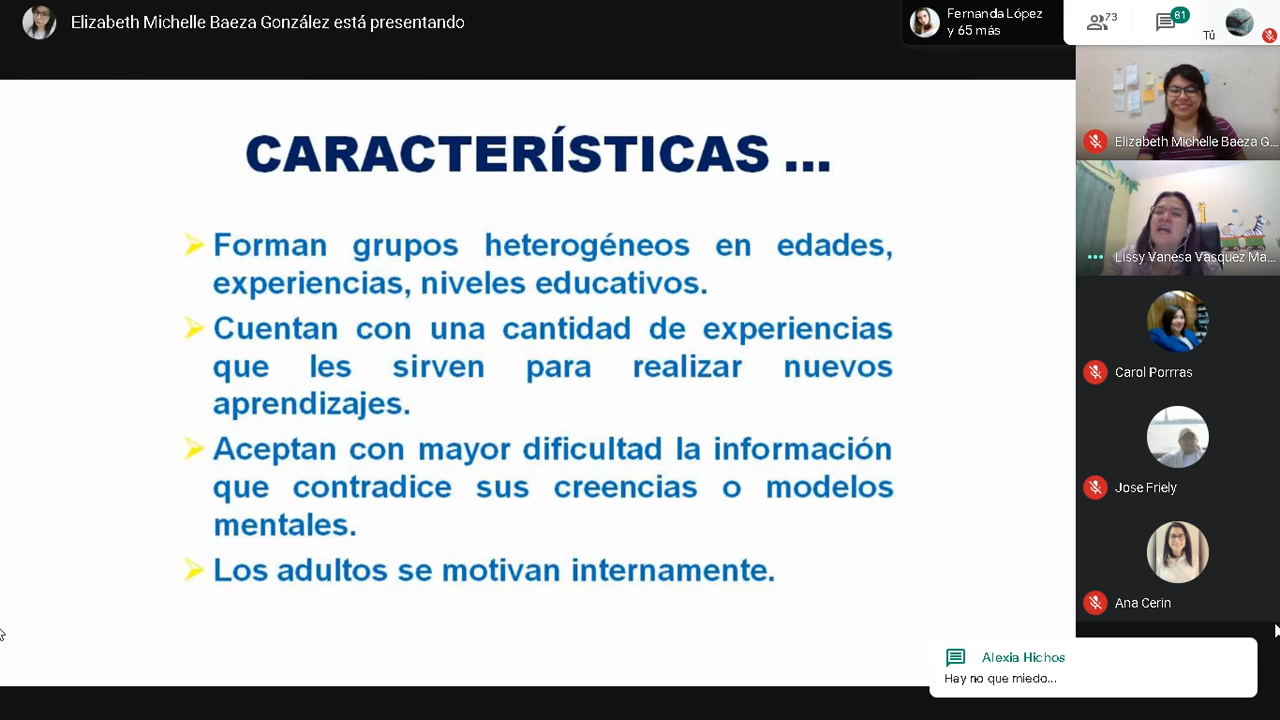 Elizabeth Michelle Baeza González está presentando
Fernanda López
y 65 más
73
61
Tú
CARACTERÍSTICAS ...
Forman grupos heterogéneos en edades,
experiencias, niveles educativos.
Cuentan con una cantidad de experiencias
que les sirven para realizar nuevos
aprendizajes.
Aceptan con mayor dificultad la información
que contradice sus creencias o modelos
mentales.
Los adultos se motivan internamente.
Elizabeth Michelle Baeza G...
Lissy Vanesa Vasquez Ma...
Carol Porrras
Jose Friely
Ana Cerin
Alexia Hichos
Hay no que miedo...